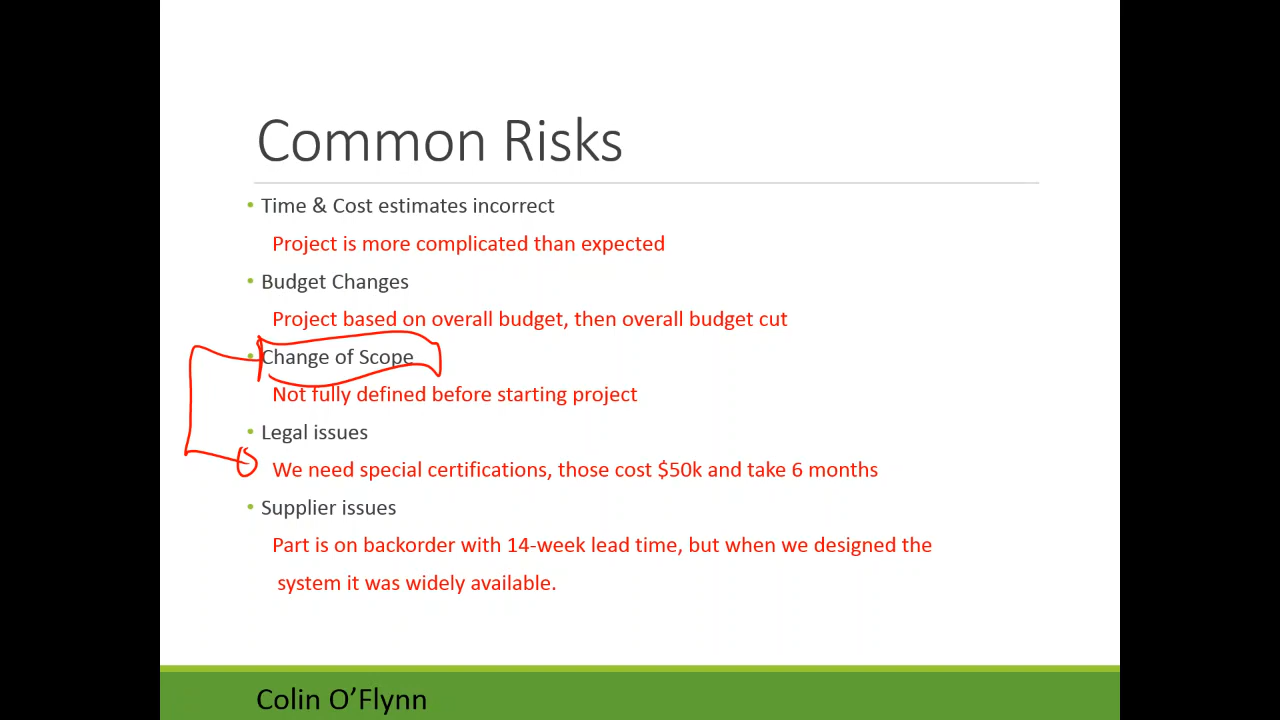 Common Risks
• Time & Cost estimates incorrect
Project is more complicated than expected
• Budget Changes
Project based on overall budget, then overall budget cut
• Change of Scope
Not fully defined before starting project
• Legal issues
We need special certifications, those cost $50k and take 6 months
• Supplier issues
Part is on backorder with 14-week lead time, but when we designed the
system it was widely available.
Colin O’Flynn